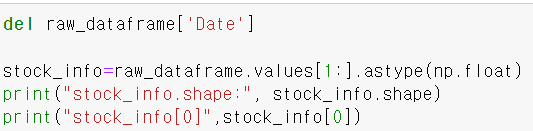 del raw_dataframe['Date']
stock_info=raw_dataframe.values[1:].astype(np.float)
print("stock_info.shape:", stock_info.shape)
print("stock_info[0]",stock_info[0])